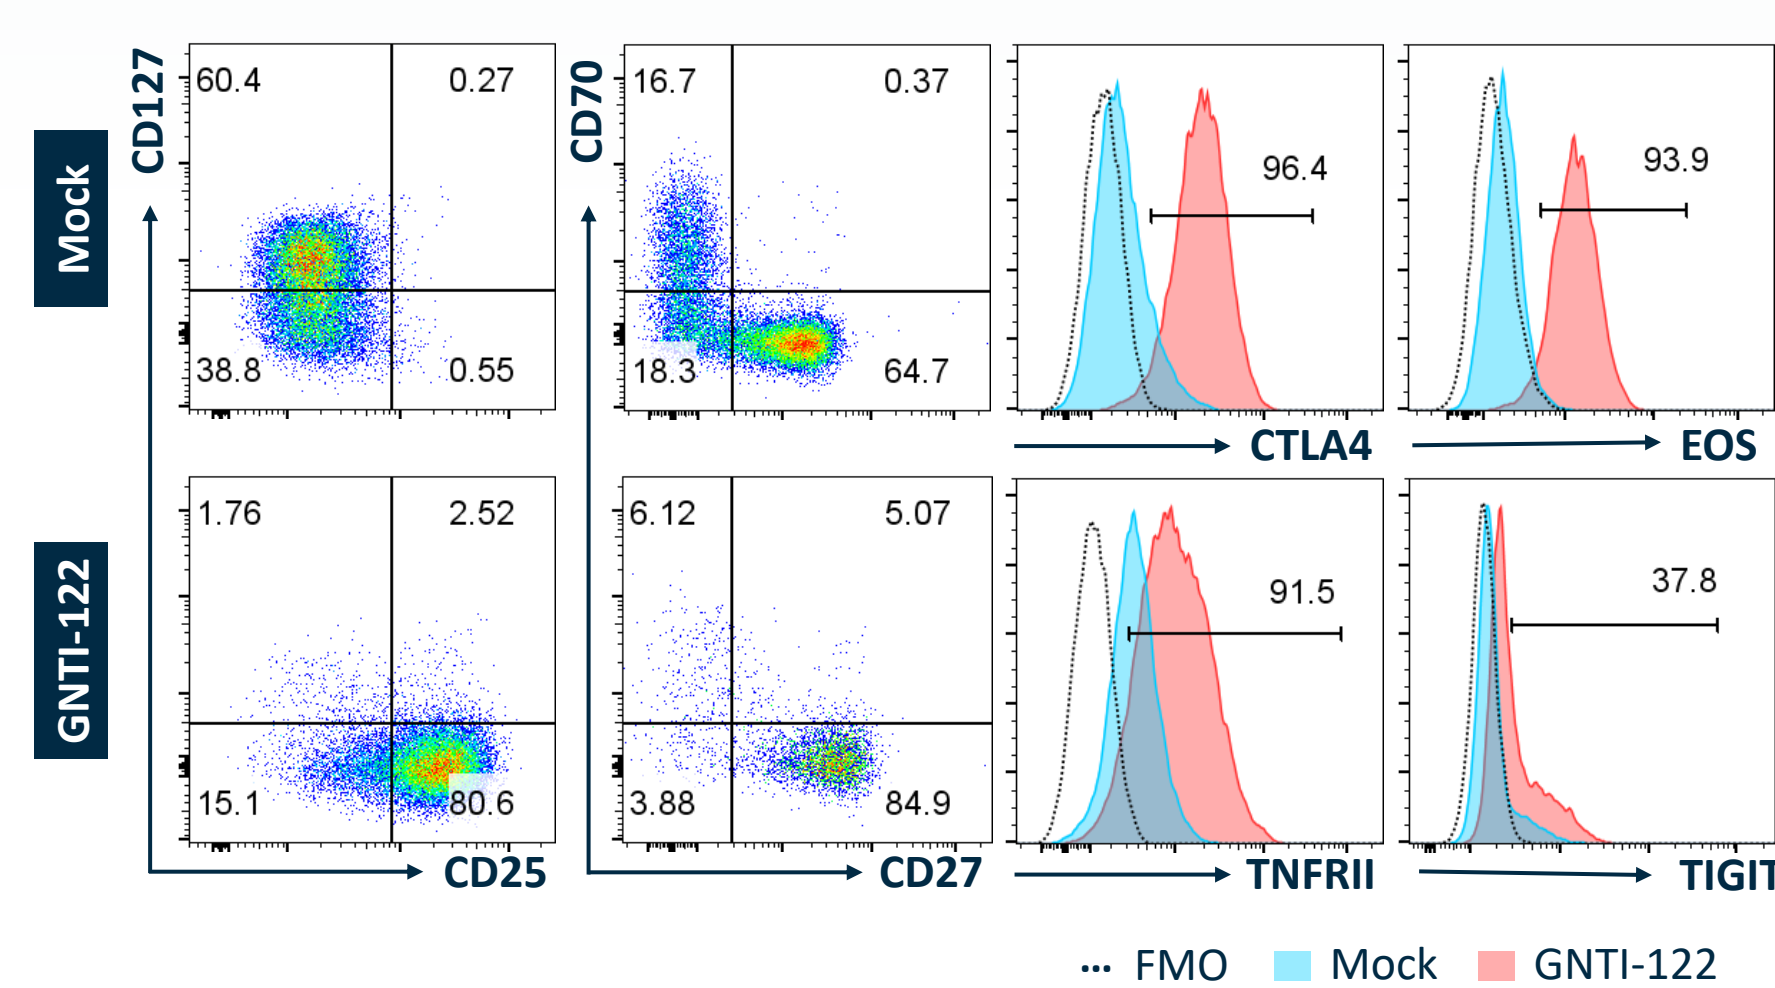 Mock
CD127
60.4
0.27
38.8
0.55
CD70
16.7
0.37
18.3
64.7
96.4
CTLA4
93.9
EOS
GNTI-122
1.76
2.52
15.1
80.6
CD25
6.12
5.07
3.88
84.9
CD27
91.5
TNFRII
37.8
TIGIT
FMO
Mock
GNTI-122